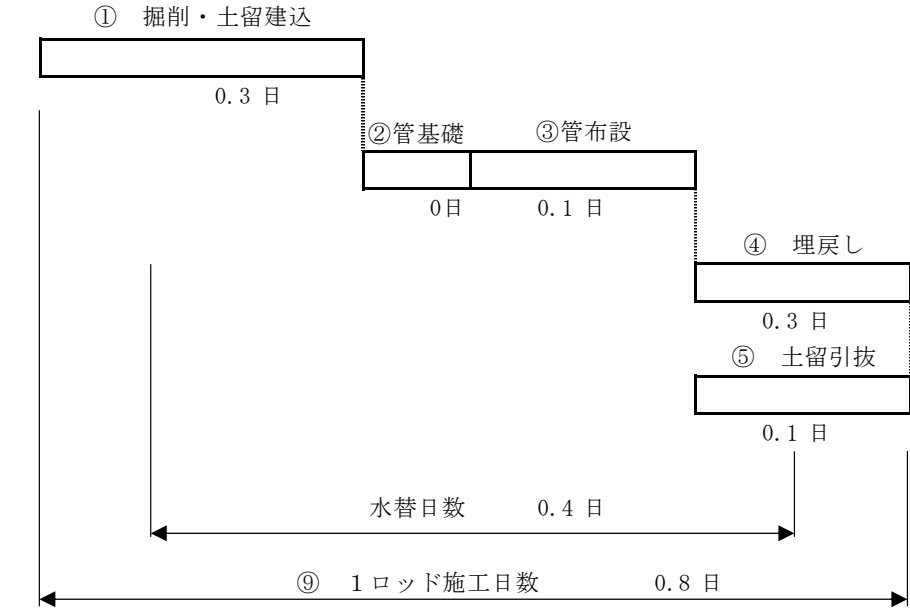 ① 掘削・土留建込
0.3 日
②管基礎 ③管布設
0日 0.1 日
④ 埋戻し
0.3 日
⑤ 土留引抜
0.1 日
水替日数 0.4 日
⑨ １ロッド施工日数 0.8 日